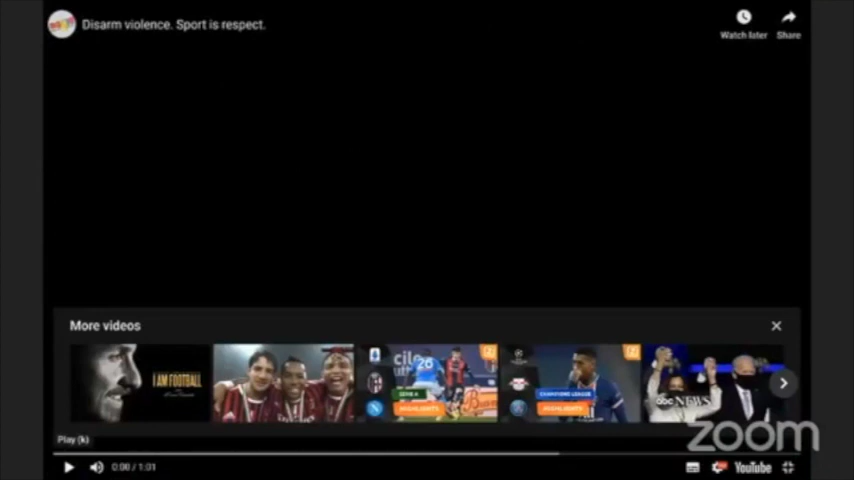 Disarm violence. Sport is respect.
Watch later
Share
More videos
I AM FOOTBALL
26
SERIE A
HIGHLIGHTS
CHAMPIONS LEAGUE
HIGHLIGHTS
abc NEWS
zoom
Play (k)
0:00 / 1:01
YouTube